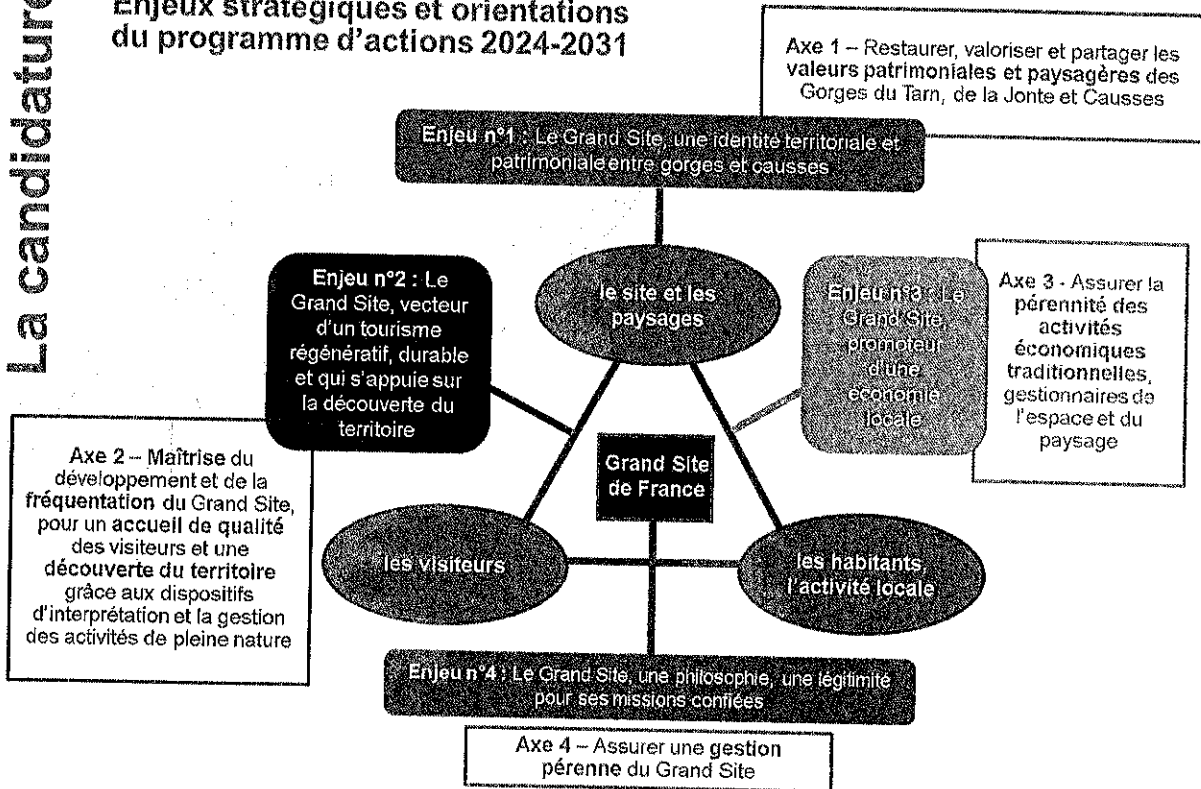 La candidature
Enjeux stratégiques et orientations
du programme d'actions 2024-2031
Axe 1 – Restaurer, valoriser et partager les
valeurs patrimoniales et paysagères des
Gorges du Tarn, de la Jonte et Causses
Enjeu n°1 : Le Grand Site, une identité territoriale et
patrimoniale entre gorges et causses
Enjeu n°2 : Le
Grand Site, vecteur
d'un tourisme
régénératif, durable
et qui s'appuie sur
la découverte du
territoire
le site et les
paysages
Enjeu n°3 : Le
Grand Site,
promoteur
d'une
économie
locale
Axe 3 - Assurer la
pérennité des
activités
économiques
traditionnelles,
gestionnaires de
l'espace et du
paysage
Axe 2 – Maîtrise du
développement et de la
fréquentation du Grand Site,
pour un accueil de qualité
des visiteurs et une
découverte du territoire
grâce aux dispositifs
d'interprétation et la gestion
des activités de pleine nature
Grand Site
de France
les visiteurs
les habitants,
l'activité locale
Enjeu n°4 : Le Grand Site, une philosophie, une légitimité
pour ses missions confiées
Axe 4 – Assurer une gestion
pérenne du Grand Site